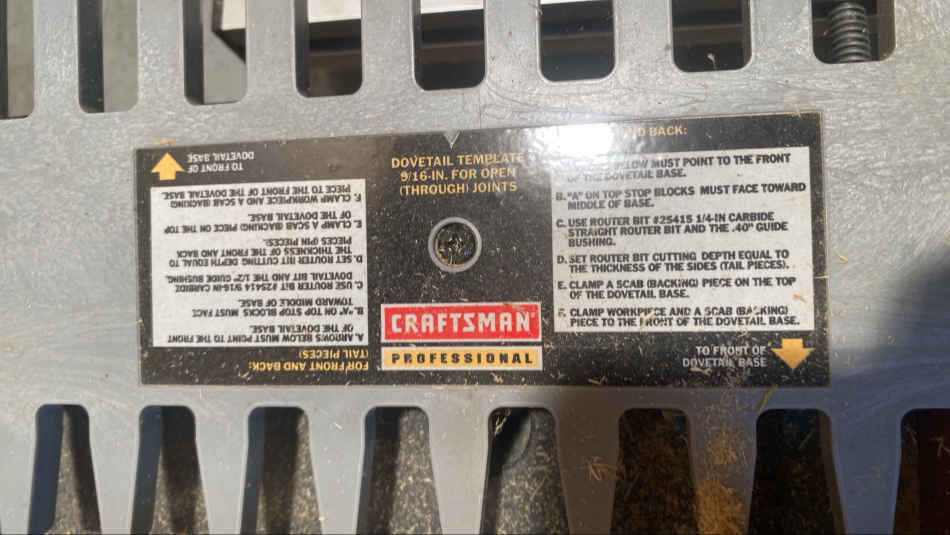 DOVETAIL TEMPLATE
9/16-IN. FOR OPEN
(THROUGH) JOINTS
CRAFTSMAN
PROFESSIONAL
BACK:
BELOW MUST POINT TO THE FRONT
OF THE DOVETAIL BASE.
B. "A" ON TOP STOP BLOCKS MUST FACE TOWARD
MIDDLE OF BASE.
C. USE ROUTER BIT #25415 1/4-IN CARBIDE
STRAIGHT ROUTER BIT AND THE .40" GUIDE
BUSHING.
D. SET ROUTER BIT CUTTING DEPTH EQUAL TO
THE THICKNESS OF THE SIDES (TAIL PIECES).
E. CLAMP A SCAB (BACKING) PIECE ON THE TOP
OF THE DOVETAIL BASE.
F. CLAMP WORKPIECE AND A SCAB (BACKING)
PIECE TO THE FRONT OF THE DOVETAIL BASE.
TO FRONT OF
DOVETAIL BASE
FOR FRONT AND BACK:
(TAIL PIECES)
A. ARROWS BELOW MUST POINT TO THE FRONT
OF THE DOVETAIL BASE.
B. "A" ON TOP STOP BLOCKS MUST FACE
TOWARD MIDDLE OF BASE.
C. USE ROUTER BIT #25414 9/16-IN CARBIDE
DOVETAIL BIT AND THE 1/2" GUIDE BUSHING.
D. SET ROUTER BIT CUTTING DEPTH EQUAL TO
THE THICKNESS OF THE FRONT AND BACK
PIECES (PIN PIECES).
E. CLAMP A SCAB (BACKING) PIECE ON THE TOP
OF THE DOVETAIL BASE.
F. CLAMP WORKPIECE AND A SCAB (BACKING)
PIECE TO THE FRONT OF THE DOVETAIL BASE.
TO FRONT OF
DOVETAIL BASE